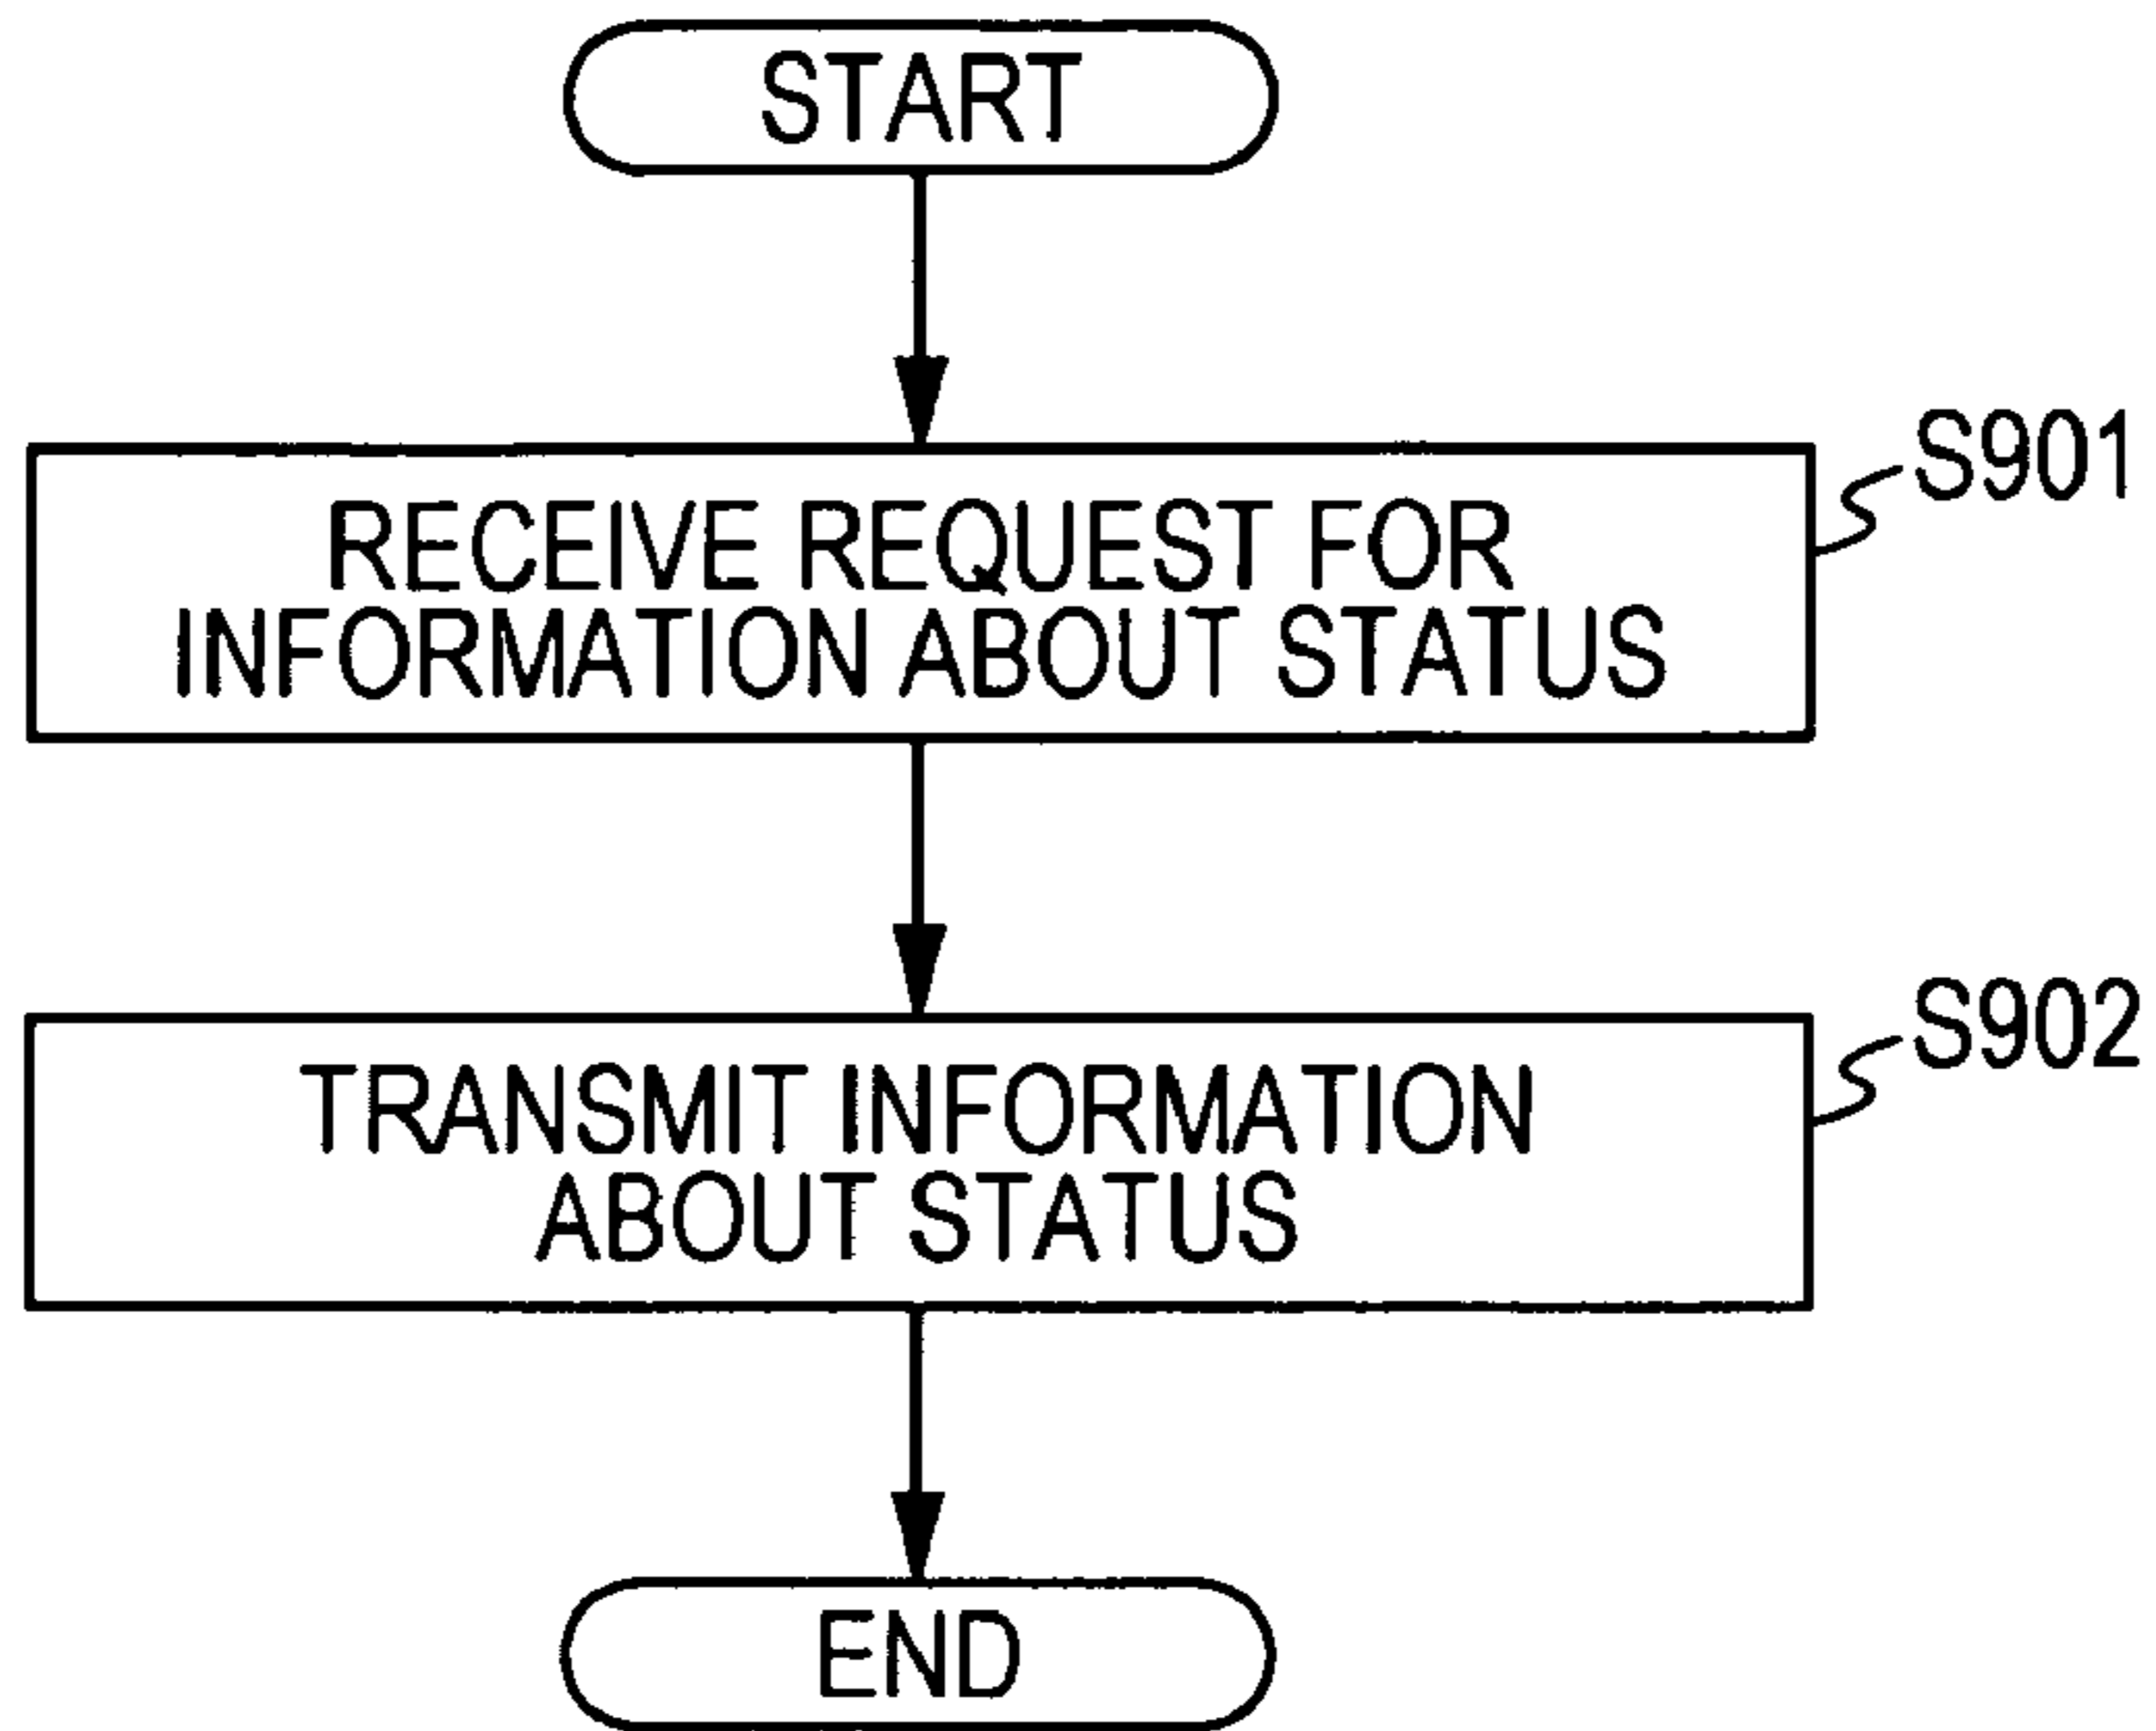 START
S901
RECEIVE REQUEST FOR
INFORMATION ABOUT STATUS
S902
TRANSMIT INFORMATION
ABOUT STATUS
END